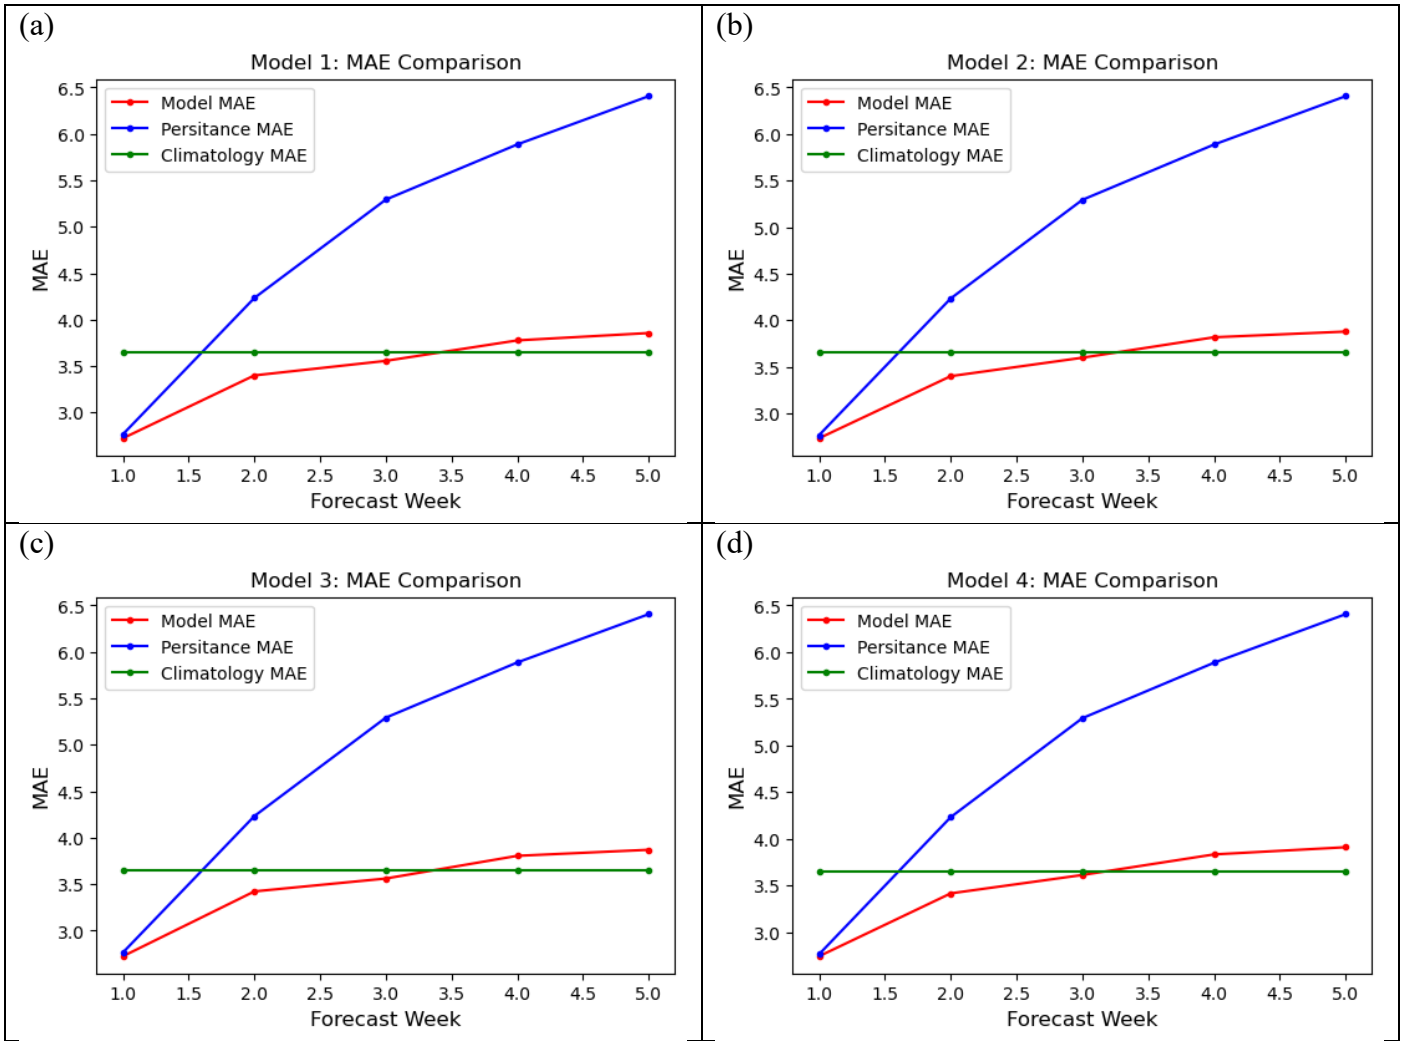 (a)
Model 1: MAE Comparison
Model MAE
Persitance MAE
Climatology MAE
6.5
6.0
5.5
5.0
4.5
4.0
3.5
3.0
MAE
1.0 1.5 2.0 2.5 3.0 3.5 4.0 4.5 5.0
Forecast Week
(b)
Model 2: MAE Comparison
Model MAE
Persitance MAE
Climatology MAE
6.5
6.0
5.5
5.0
4.5
4.0
3.5
3.0
MAE
1.0 1.5 2.0 2.5 3.0 3.5 4.0 4.5 5.0
Forecast Week
(c)
Model 3: MAE Comparison
Model MAE
Persitance MAE
Climatology MAE
6.5
6.0
5.5
5.0
4.5
4.0
3.5
3.0
MAE
1.0 1.5 2.0 2.5 3.0 3.5 4.0 4.5 5.0
Forecast Week
(d)
Model 4: MAE Comparison
Model MAE
Persitance MAE
Climatology MAE
6.5
6.0
5.5
5.0
4.5
4.0
3.5
3.0
MAE
1.0 1.5 2.0 2.5 3.0 3.5 4.0 4.5 5.0
Forecast Week